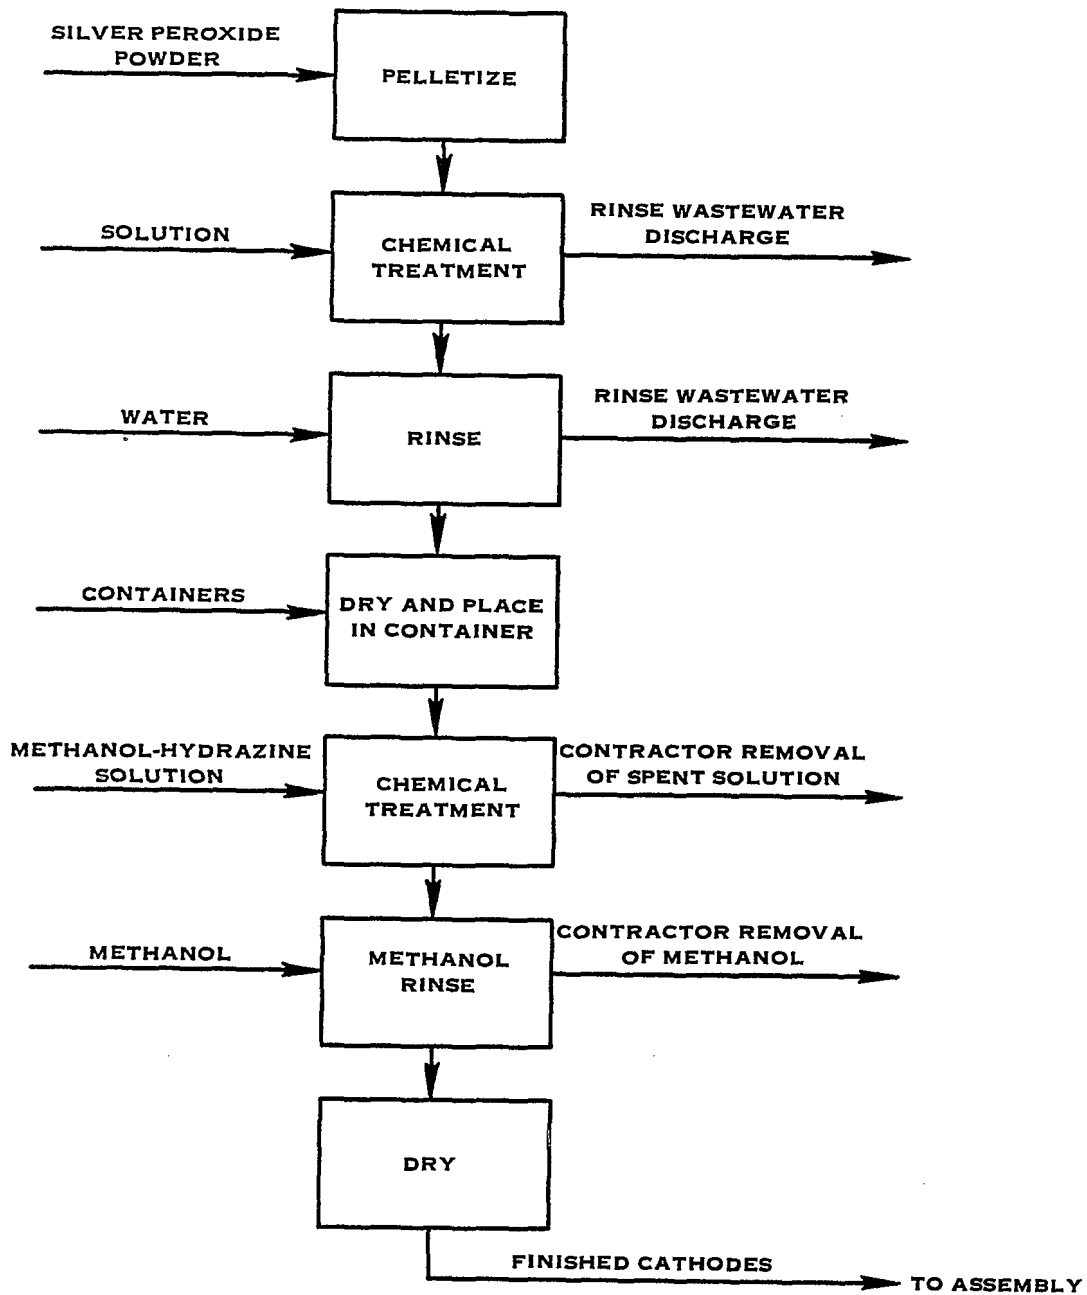 SILVER PEROXIDE
POWDER
PELLETIZE
SOLUTION
CHEMICAL
TREATMENT
RINSE WASTEWATER
DISCHARGE
WATER
RINSE
RINSE WASTEWATER
DISCHARGE
CONTAINERS
DRY AND PLACE
IN CONTAINER
METHANOL-HYDRAZINE
SOLUTION
CHEMICAL
TREATMENT
CONTRACTOR REMOVAL
OF SPENT SOLUTION
METHANOL
METHANOL
RINSE
CONTRACTOR REMOVAL
OF METHANOL
DRY
FINISHED CATHODES
TO ASSEMBLY